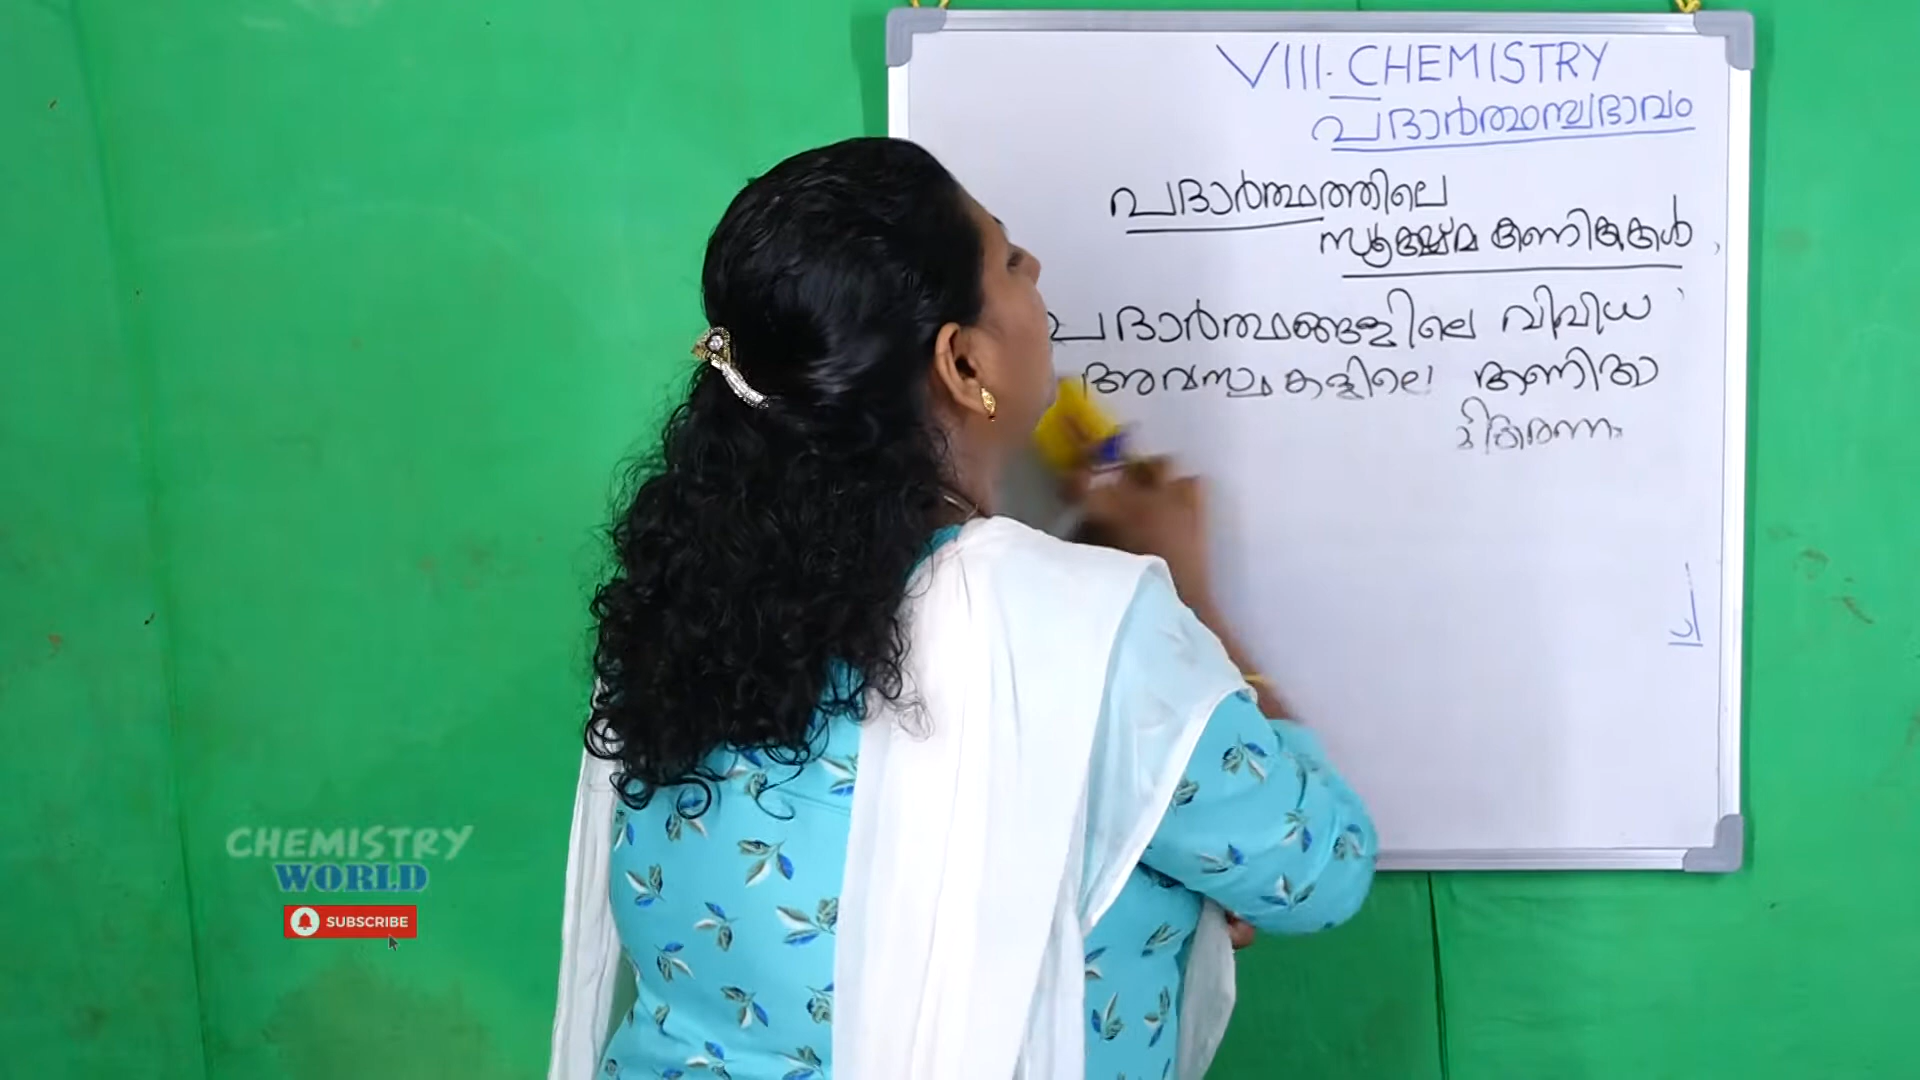 VIII. CHEMISTRY
പദാർത്ഥസ്വഭാവം
പദാർത്ഥത്തിലെ
സൂക്ഷ്മ കണികകൾ
പദാർത്ഥങ്ങളിലെ വിവിധ
അവസ്ഥകളിലെ
CHEMISTRY
WORLD
SUBSCRIBE